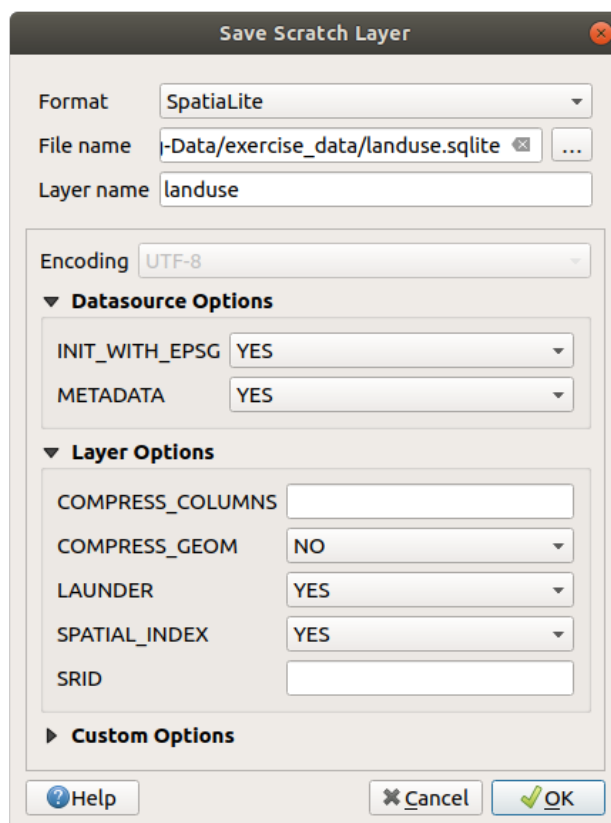 Save Scratch Layer
Format SpatiaLite
File name -Data/exercise_data/landuse.sqlite ...
Layer name landuse
Encoding UTF-8
Datasource Options
INIT_WITH_EPSG YES
METADATA YES
Layer Options
COMPRESS_COLUMNS
COMPRESS_GEOM NO
LAUNDER YES
SPATIAL_INDEX YES
SRID
Custom Options
Help Cancel OK